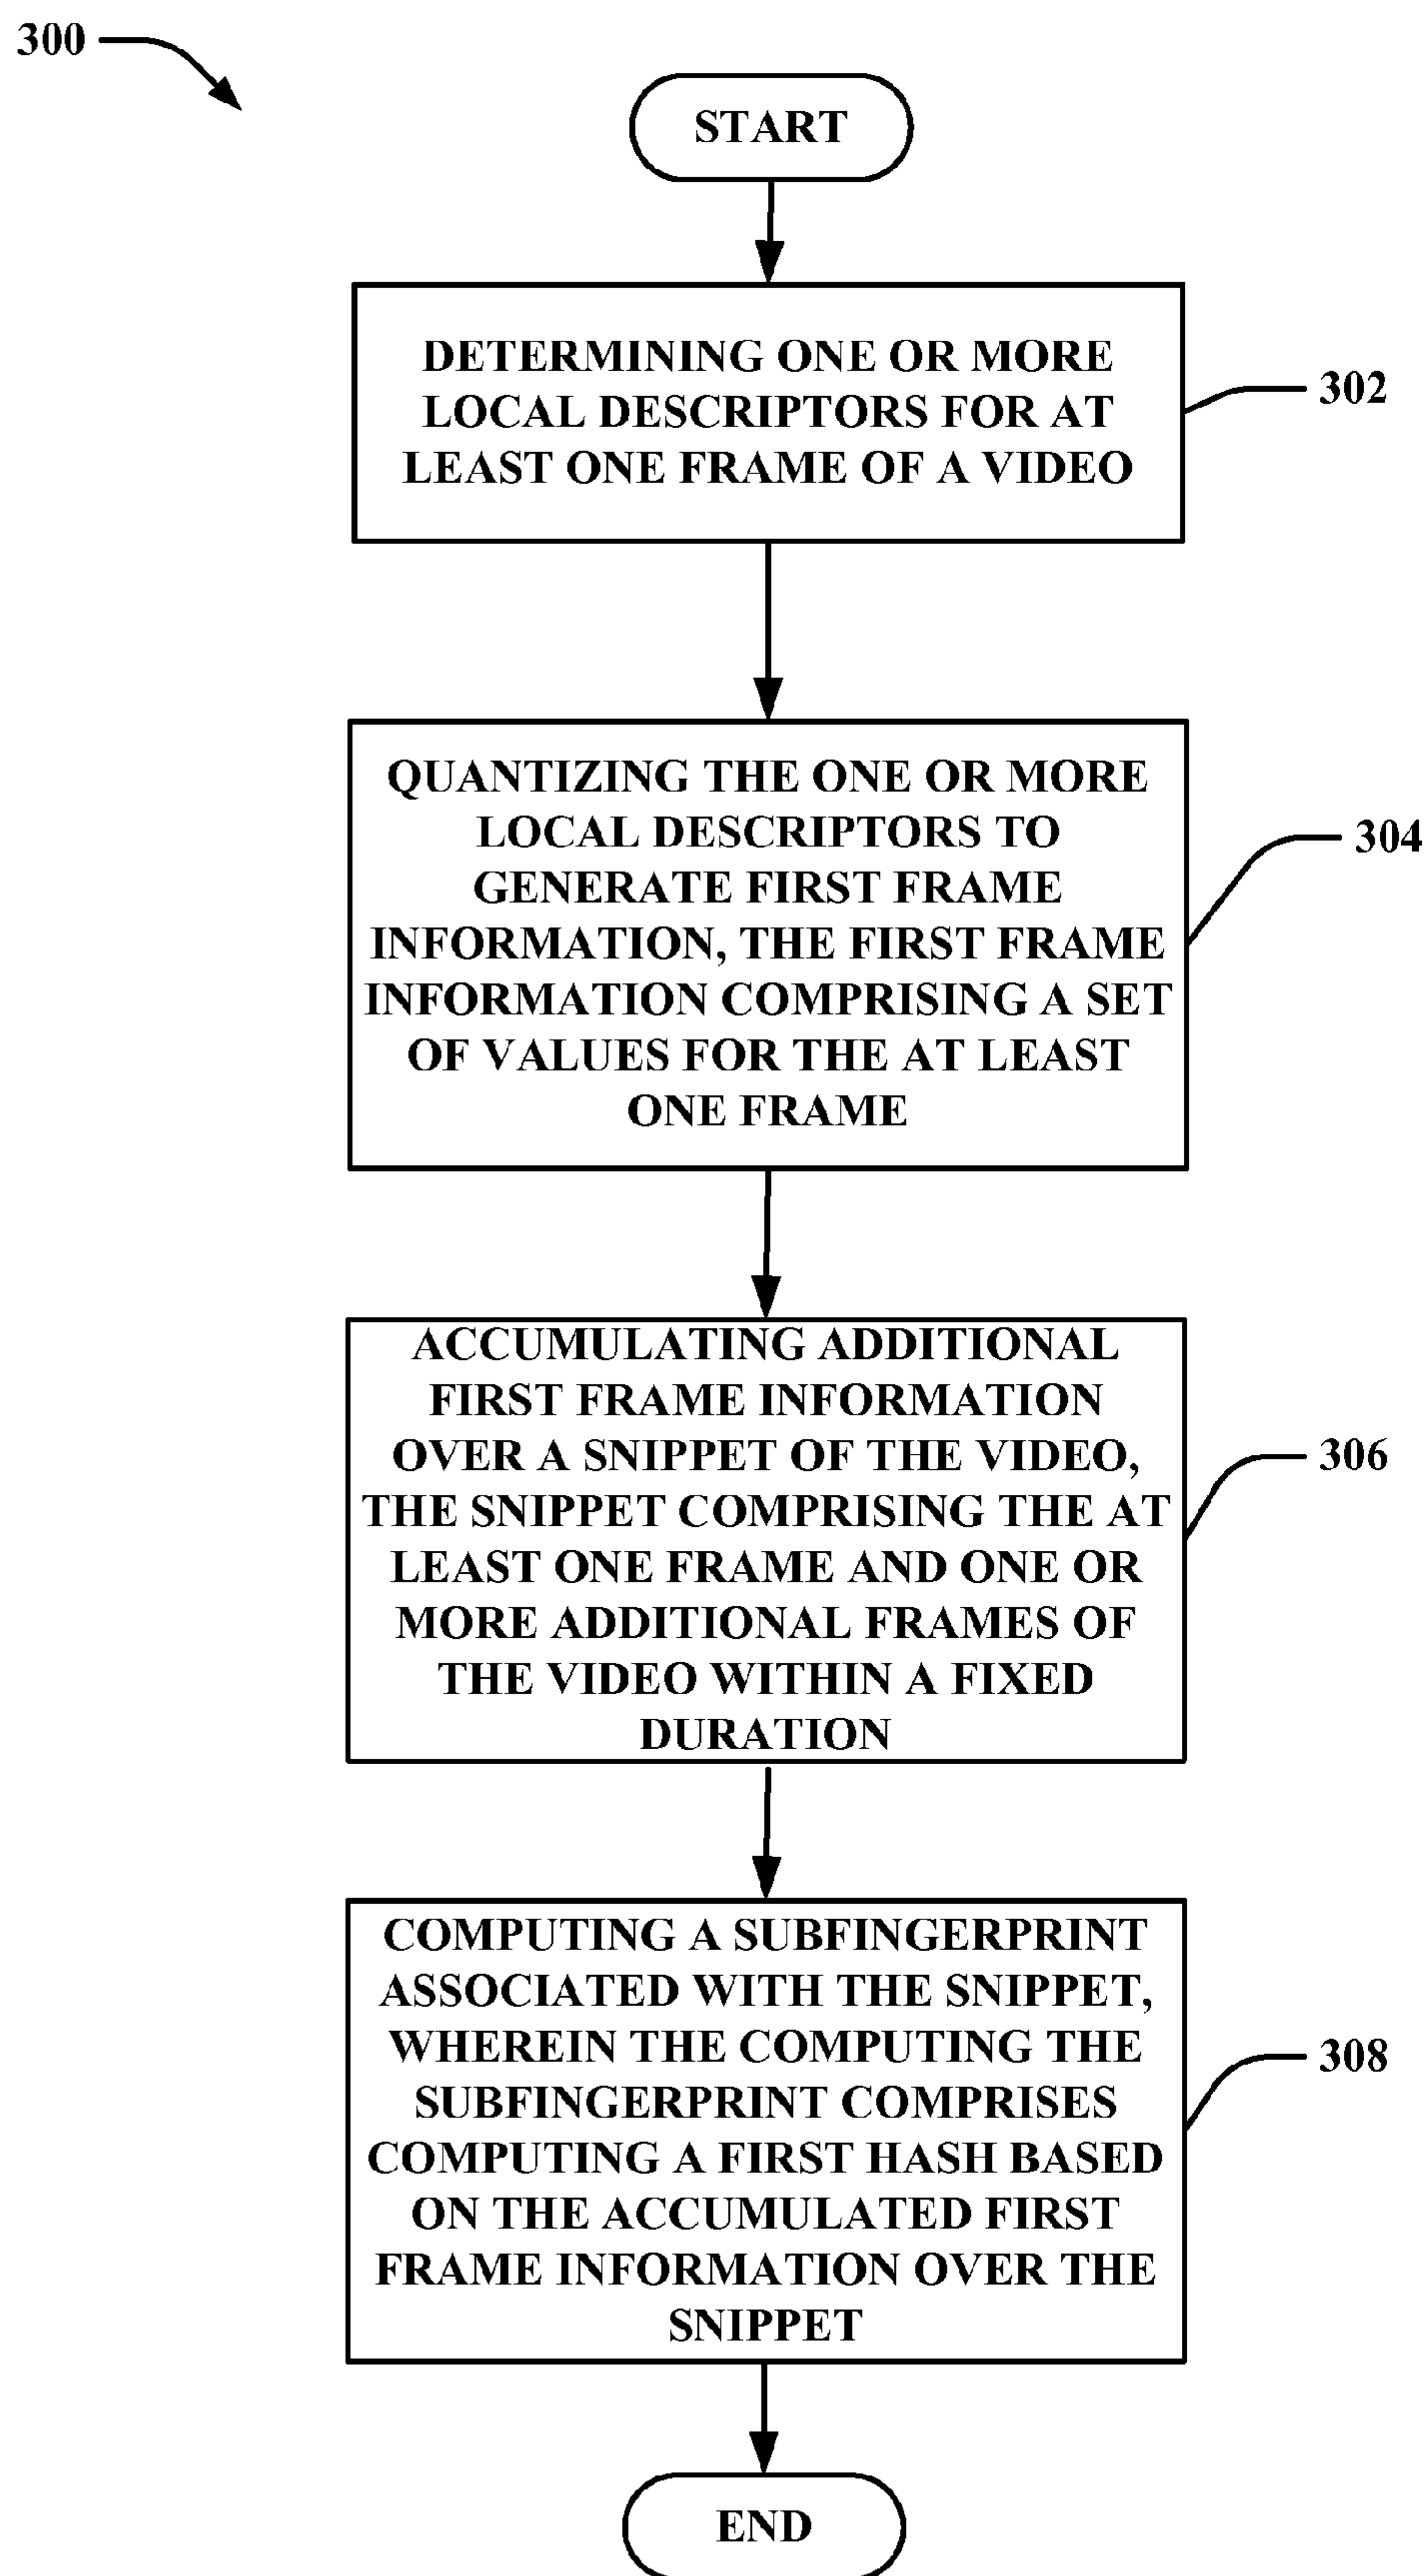 300
START
DETERMINING ONE OR MORE
LOCAL DESCRIPTORS FOR AT
LEAST ONE FRAME OF A VIDEO
302
QUANTIZING THE ONE OR MORE
LOCAL DESCRIPTORS TO
GENERATE FIRST FRAME
INFORMATION, THE FIRST FRAME
INFORMATION COMPRISING A SET
OF VALUES FOR THE AT LEAST
ONE FRAME
304
ACCUMULATING ADDITIONAL
FIRST FRAME INFORMATION
OVER A SNIPPET OF THE VIDEO,
THE SNIPPET COMPRISING THE AT
LEAST ONE FRAME AND ONE OR
MORE ADDITIONAL FRAMES OF
THE VIDEO WITHIN A FIXED
DURATION
306
COMPUTING A SUBFINGERPRINT
ASSOCIATED WITH THE SNIPPET,
WHEREIN THE COMPUTING THE
SUBFINGERPRINT COMPRISES
COMPUTING A FIRST HASH BASED
ON THE ACCUMULATED FIRST
FRAME INFORMATION OVER THE
SNIPPET
308
END